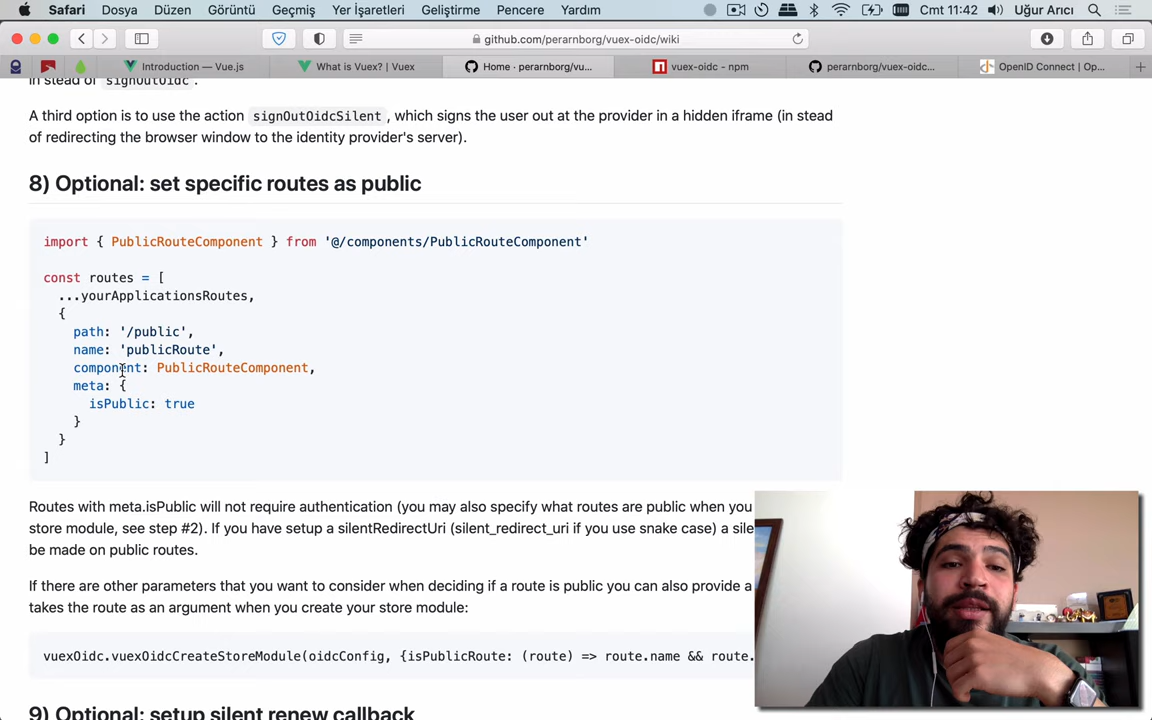 Safari Dosya Düzen Görüntü Geçmiş Yer İşaretleri Geliştirme Pencere Yardım Cmt 11:42 Uğur Arıcı
github.com/perarnborg/vuex-oidc/wiki
Introduction — Vue.js What is Vuex? | Vuex Home · perarnborg/vu... vuex-oidc - npm perarnborg/vuex-oidc... OpenID Connect | Op...
in stead of signoutOidc.
A third option is to use the action signOutOidcSilent, which signs the user out at the provider in a hidden iframe (in stead
of redirecting the browser window to the identity provider's server).
8) Optional: set specific routes as public
import { PublicRouteComponent } from '@/components/PublicRouteComponent'
const routes = [
...yourApplicationsRoutes,
{
path: '/public',
name: 'publicRoute',
component: PublicRouteComponent,
meta: {
isPublic: true
}
}
]
Routes with meta.isPublic will not require authentication (you may also specify what routes are public when you
store module, see step #2). If you have setup a silentRedirectUri (silent_redirect_uri if you use snake case) a sile
be made on public routes.
If there are other parameters that you want to consider when deciding if a route is public you can also provide a
takes the route as an argument when you create your store module:
vuexOidc.vuexOidcCreateStoreModule(oidcConfig, {isPublicRoute: (route) => route.name && route.
9) Optional: setup silent renew callback